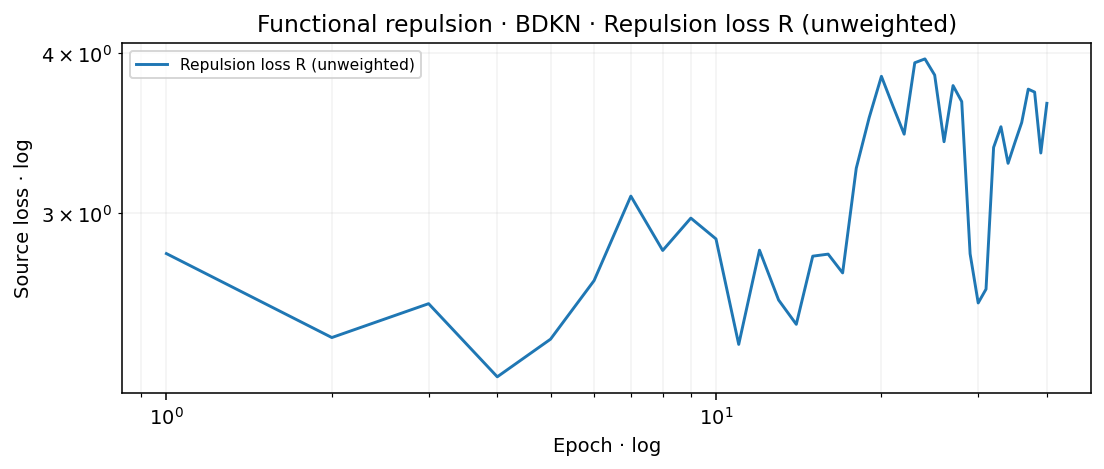 Functional repulsion · BDKN · Repulsion loss R (unweighted)
Repulsion loss R (unweighted)
Source loss · log
4 × 10⁰
3 × 10⁰
10⁰
10¹
Epoch · log